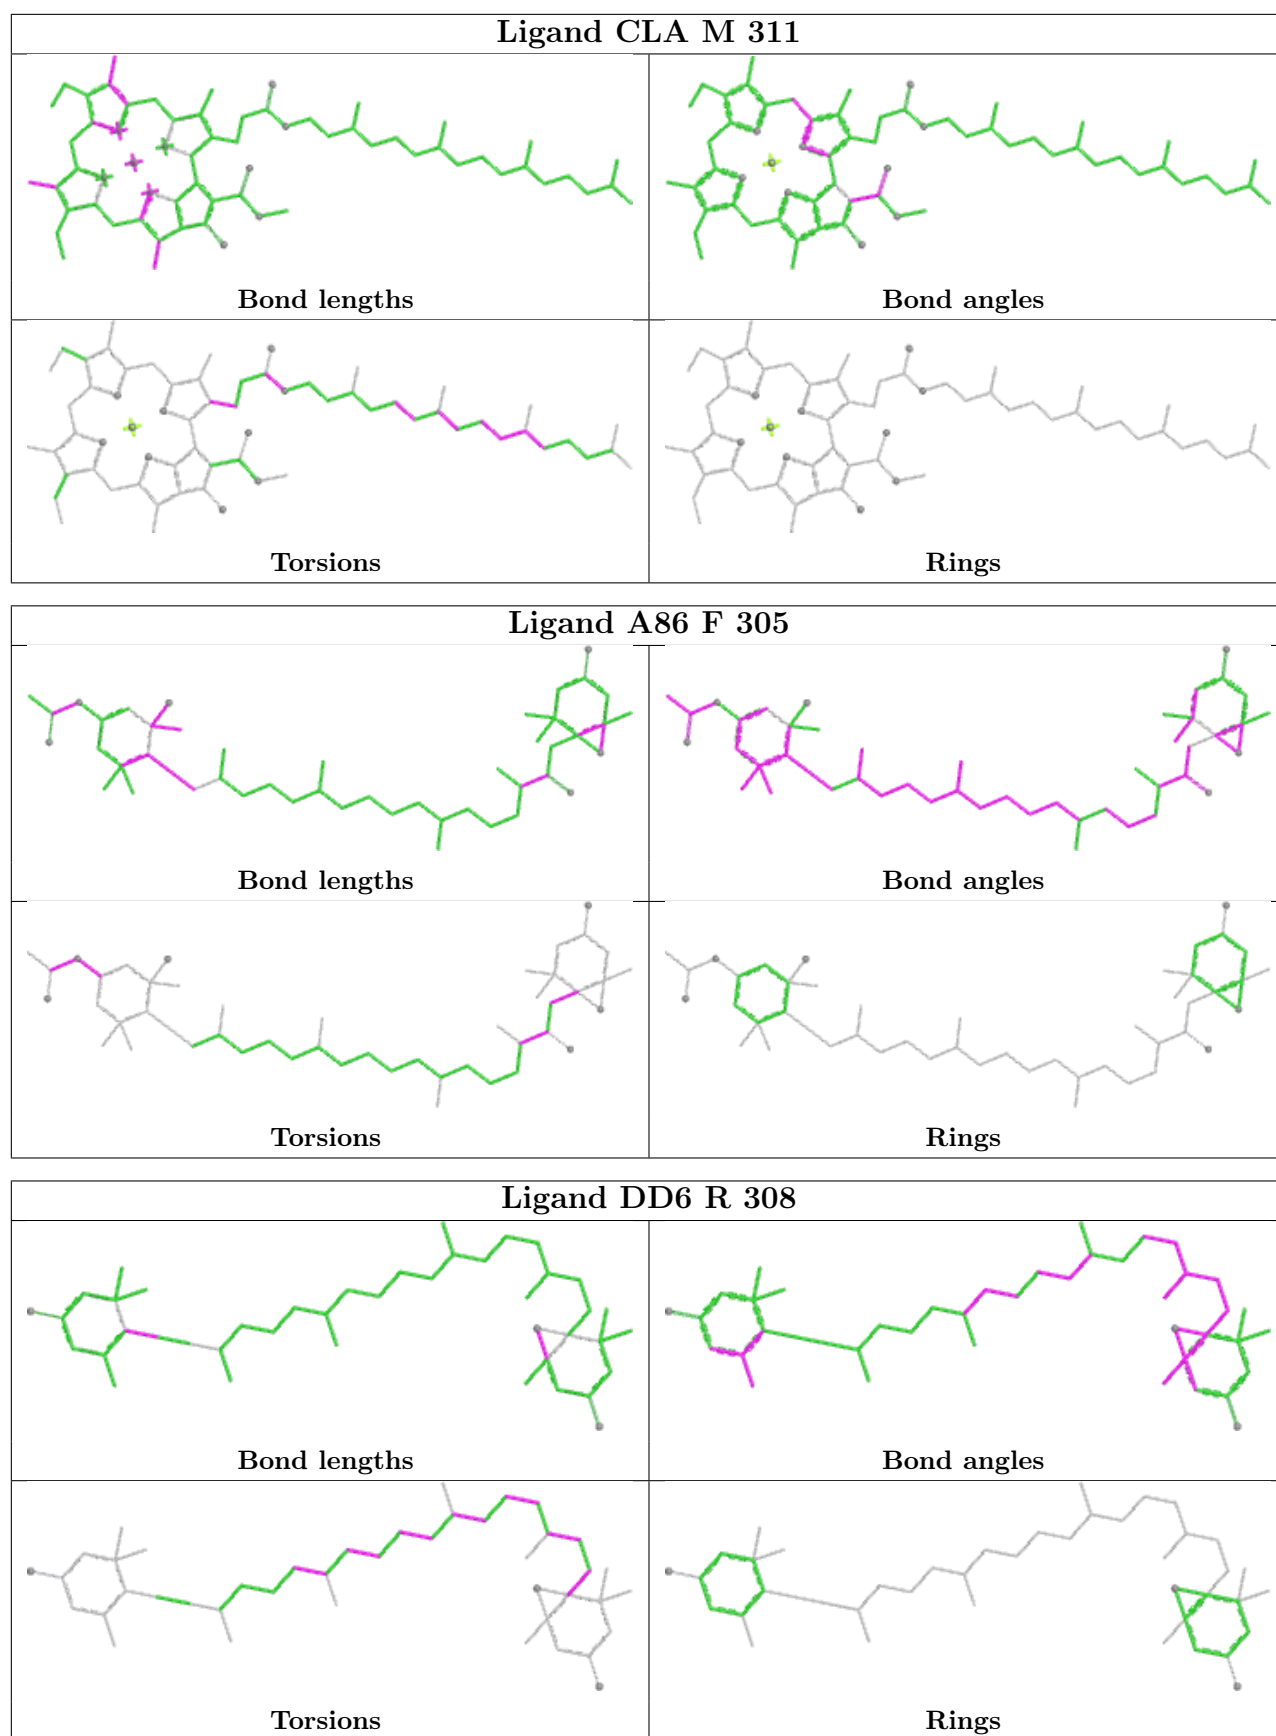 Ligand CLA M 311
Bond lengths
Bond angles
Torsions
Rings
Ligand A86 F 305
Bond lengths
Bond angles
Torsions
Rings
Ligand DD6 R 308
Bond lengths
Bond angles
Torsions
Rings